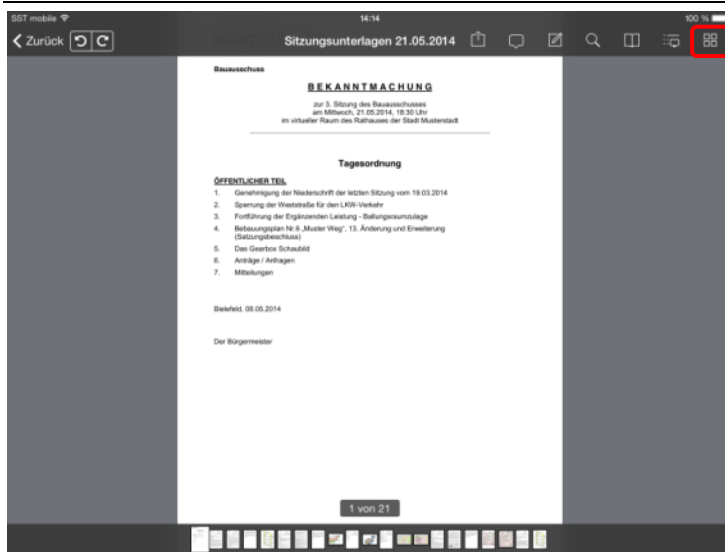 SST mobile 14:14 100 %
Zurück Sitzungsunterlagen 21.05.2014
Bauausschuss
BEKANNTMACHUNG
zur 3. Sitzung des Bauausschusses
am Mittwoch, 21.05.2014, 18:30 Uhr
im virtueller Raum des Rathauses der Stadt Musterstadt
Tagesordnung
ÖFFENTLICHER TEIL
1. Genehmigung der Niederschrift der letzten Sitzung vom 19.03.2014
2. Sperrung der Weststraße für den LKW-Verkehr
3. Fortführung der Ergänzenden Leistung - Ballungsraumzulage
4. Bebauungsplan Nr.6 „Muster Weg“, 13. Änderung und Erweiterung
(Satzungsbeschluss)
5. Das Gearbox Schaubild
6. Anträge / Anfragen
7. Mitteilungen
Bielefeld, 08.05.2014
Der Bürgermeister
1 von 21